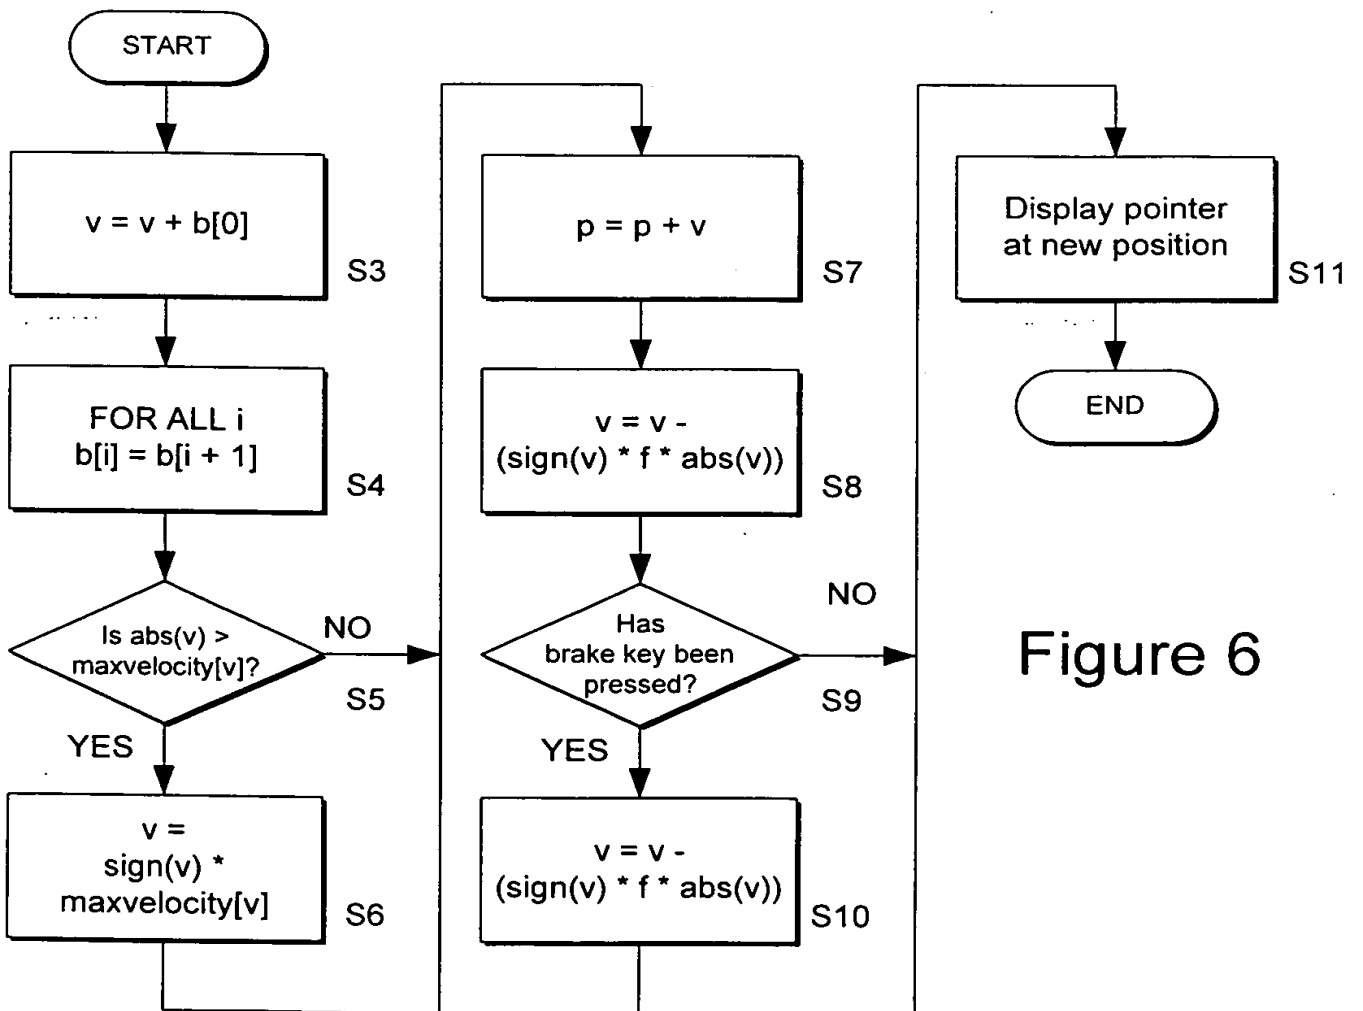 START
v = v + b[0]
S3
FOR ALL i
b[i] = b[i + 1]
S4
Is abs(v) >
maxvelocity[v]?
NO
S5
YES
v =
sign(v) *
maxvelocity[v]
S6
p = p + v
S7
v = v -
(sign(v) * f * abs(v))
S8
Has
brake key been
pressed?
NO
S9
YES
v = v -
(sign(v) * f * abs(v))
S10
Display pointer
at new position
S11
END
Figure 6